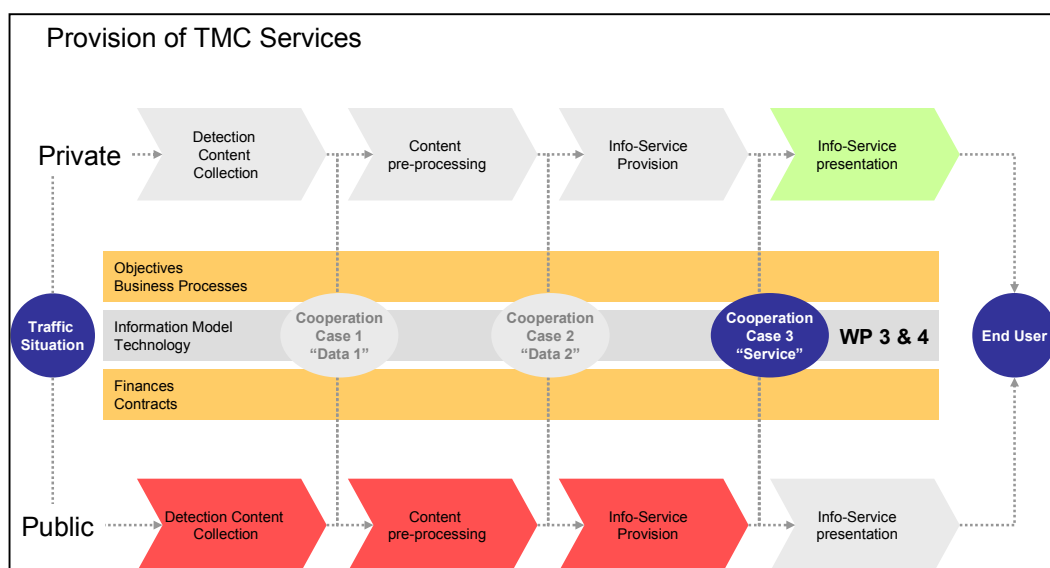 Provision of TMC Services
Private
Detection
Content
Collection
Content
pre-processing
Info-Service
Provision
Info-Service
presentation
Objectives
Business Processes
Traffic
Situation
Information Model
Technology
Cooperation
Case 1
“Data 1”
Cooperation
Case 2
“Data 2”
Cooperation
Case 3
“Service”
WP 3 & 4
End User
Finances
Contracts
Public
Detection Content
Collection
Content
pre-processing
Info-Service
Provision
Info-Service
presentation